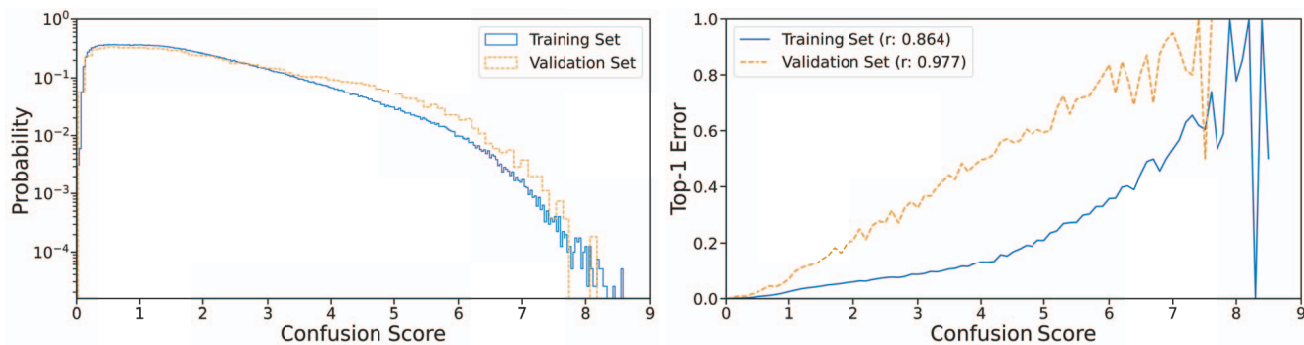 10⁰
10⁻¹
10⁻²
10⁻³
10⁻⁴
Probability
Training Set
Validation Set
0 1 2 3 4 5 6 7 8 9
Confusion Score
1.0
0.8
0.6
0.4
0.2
0.0
Top-1 Error
Training Set (r: 0.864)
Validation Set (r: 0.977)
0 1 2 3 4 5 6 7 8 9
Confusion Score